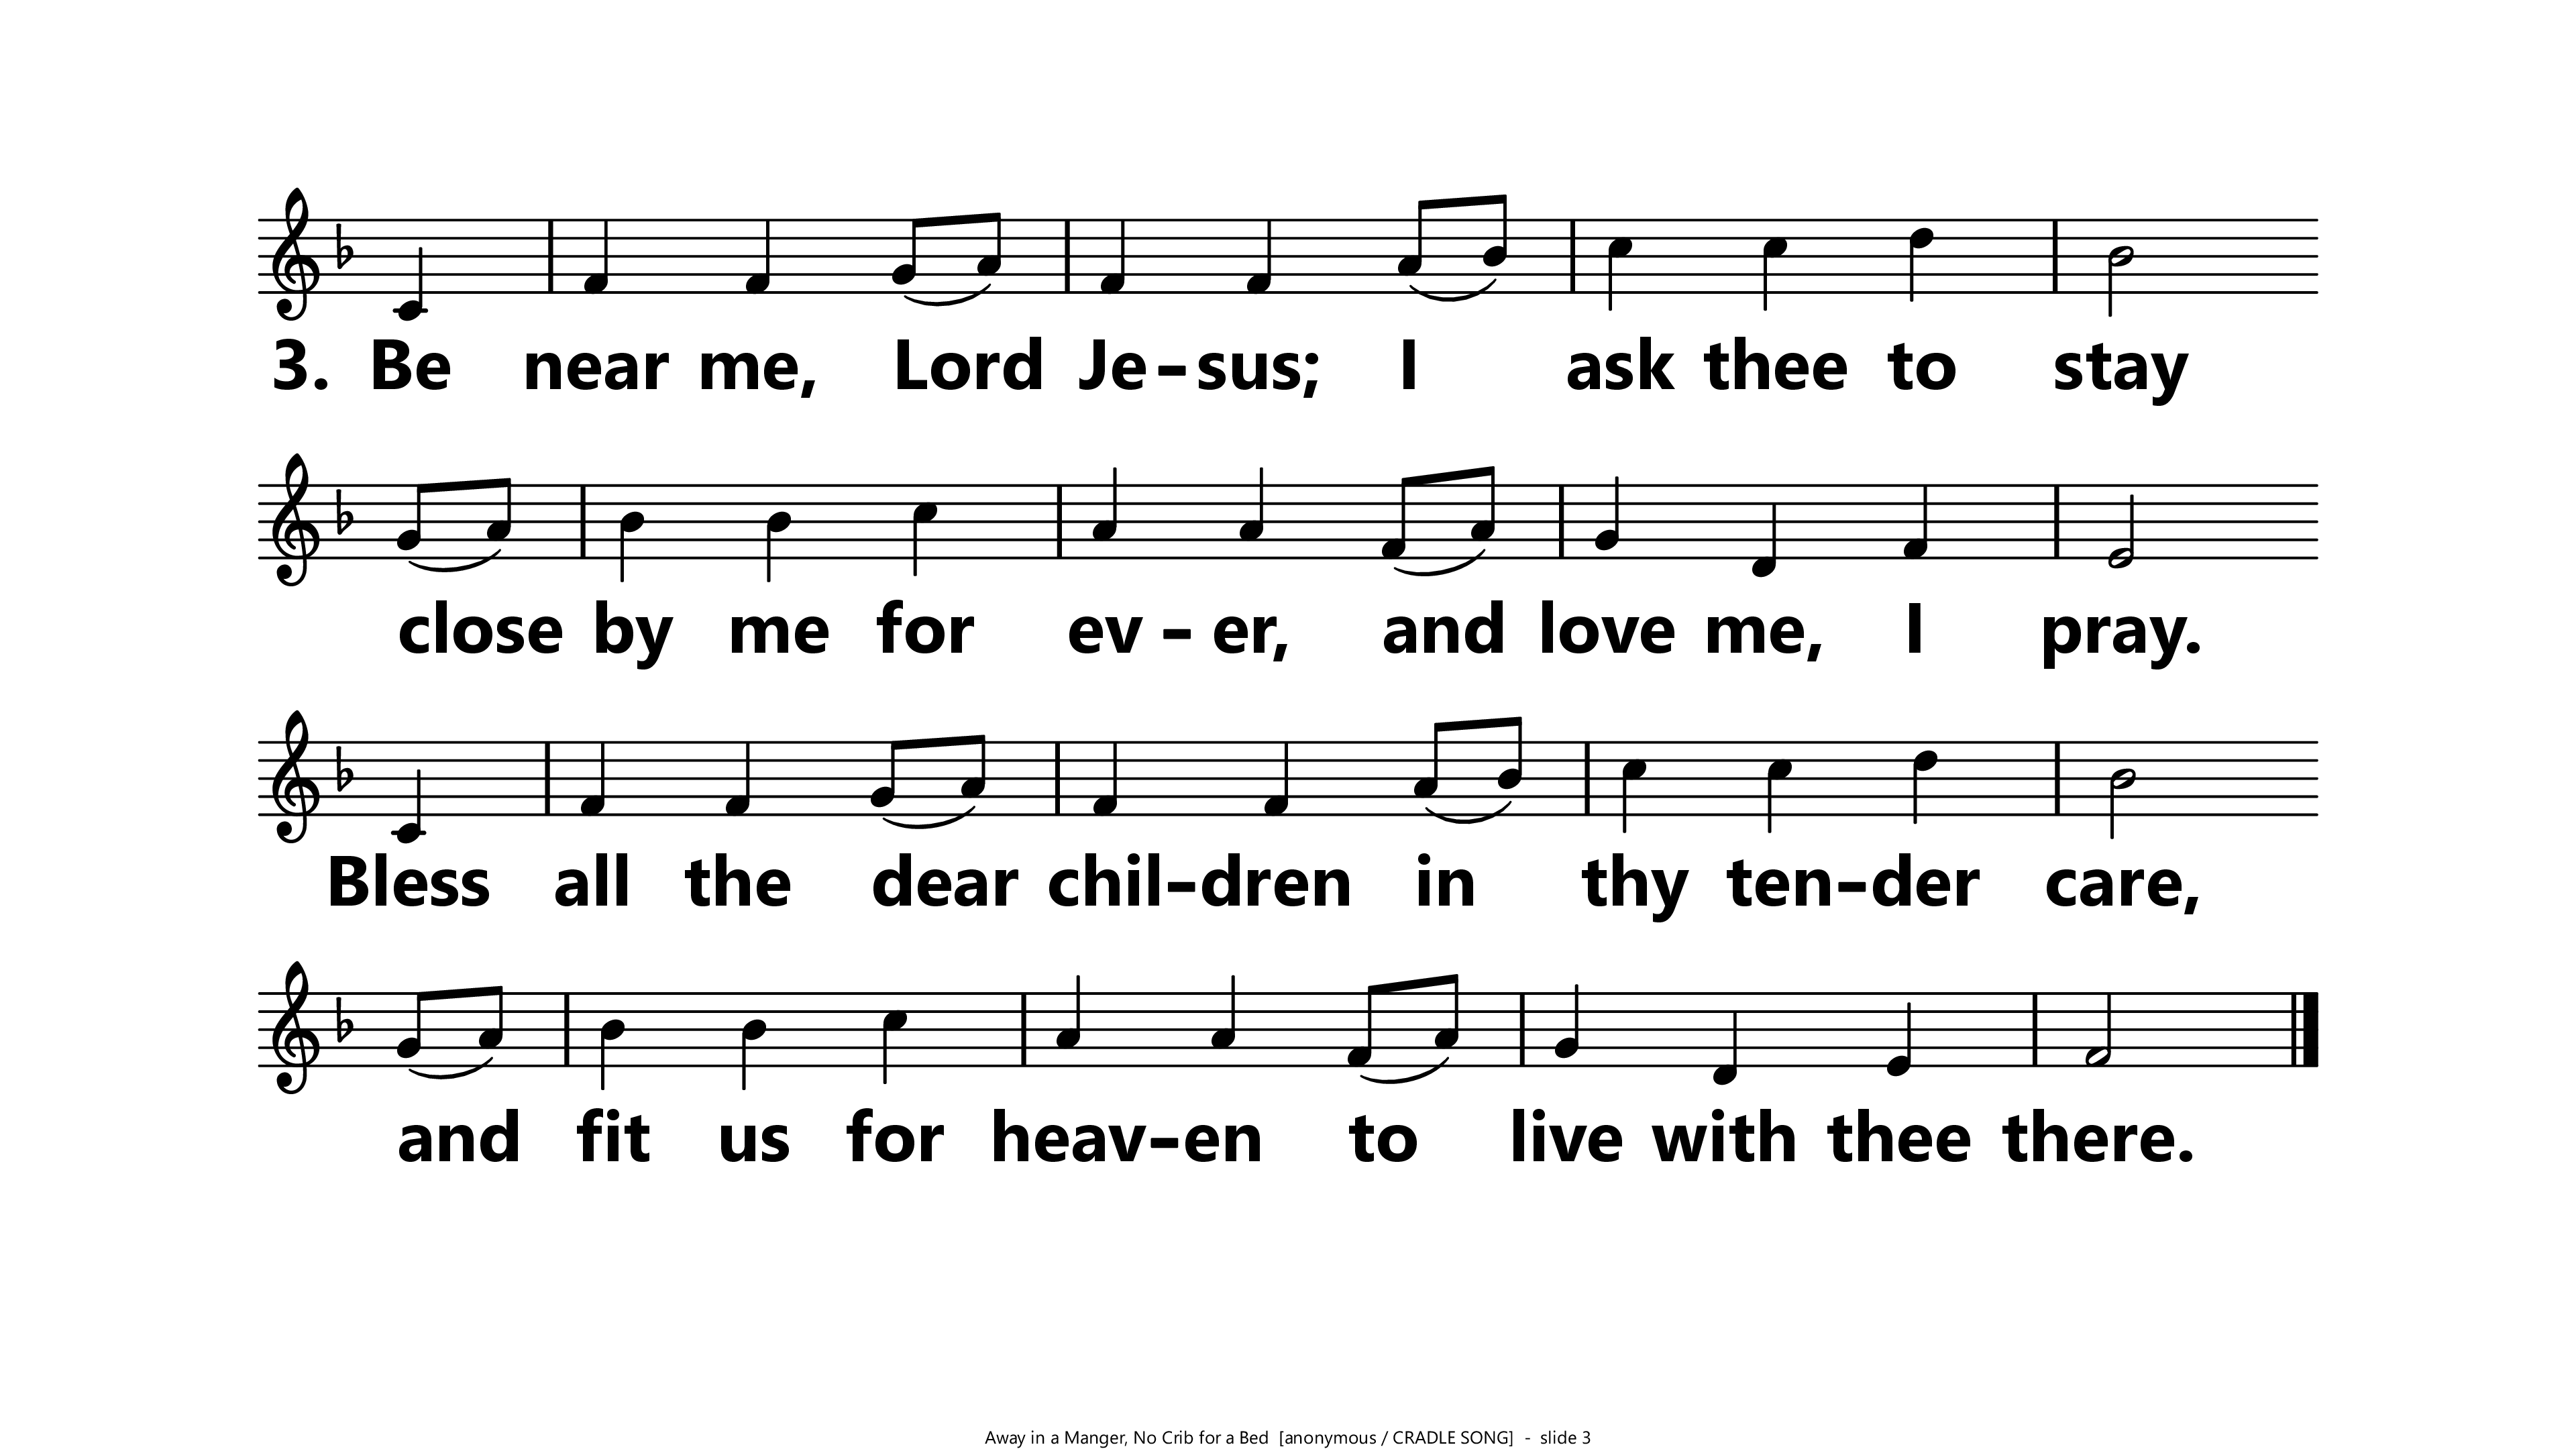 3. Be near me, Lord Je-sus; I ask thee to stay
close by me for ev-er, and love me, I pray.
Bless all the dear chil-dren in thy ten-der care,
and fit us for heav-en to live with thee there.
Away in a Manger, No Crib for a Bed [anonymous / CRADLE SONG] - slide 3